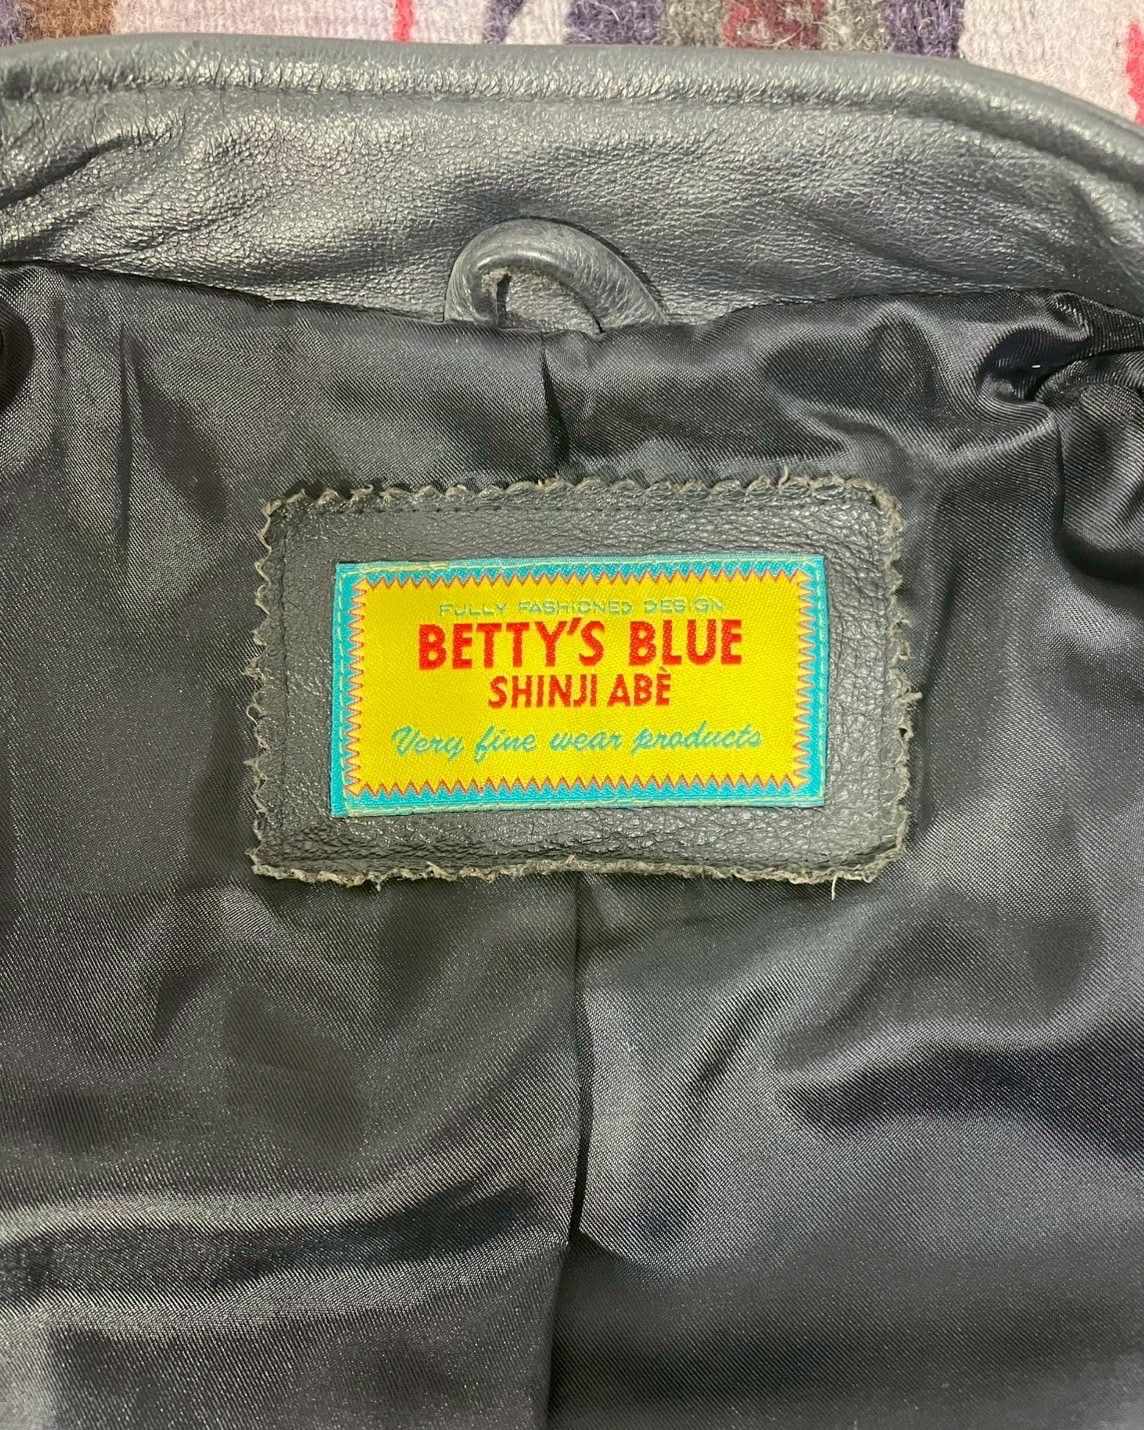 FULLY FASHIONED DESIGN
BETTY'S BLUE
SHINJI ABÈ
Very fine wear products